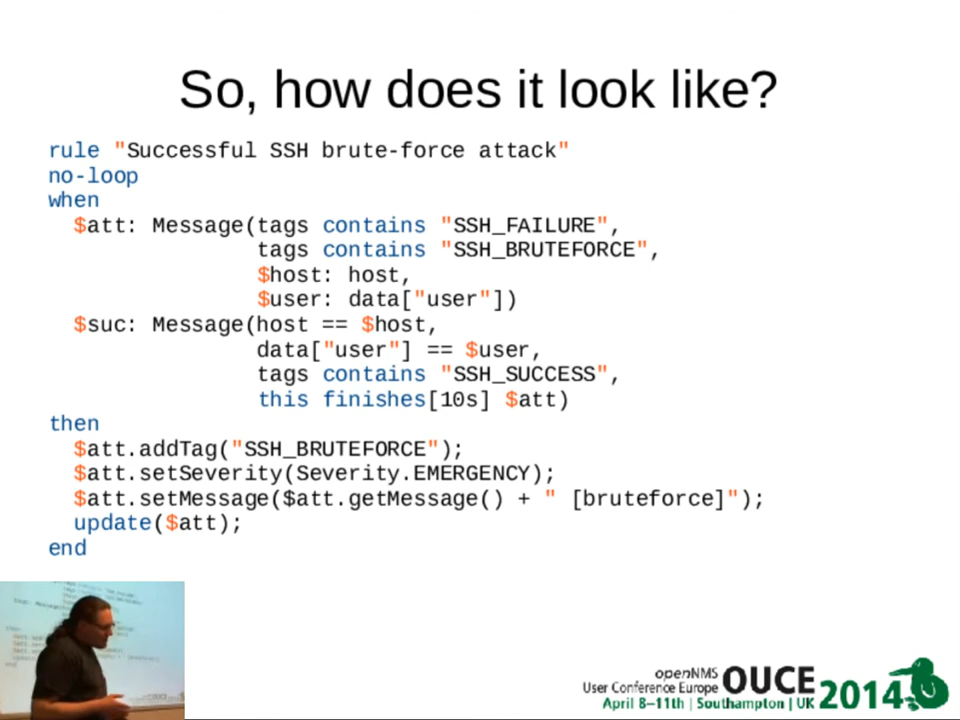 So, how does it look like?
rule "Successful SSH brute-force attack"
no-loop
when
$att: Message(tags contains "SSH_FAILURE",
tags contains "SSH_BRUTEFORCE",
$host: host,
$user: data["user"])
$suc: Message(host == $host,
data["user"] == $user,
tags contains "SSH_SUCCESS",
this finishes[10s] $att)
then
$att.addTag("SSH_BRUTEFORCE");
$att.setSeverity(Severity.EMERGENCY);
$att.setMessage($att.getMessage() + " [bruteforce]");
update($att);
end
openNMS
User Conference Europe OUCE 2014
April 8–11th | Southampton | UK